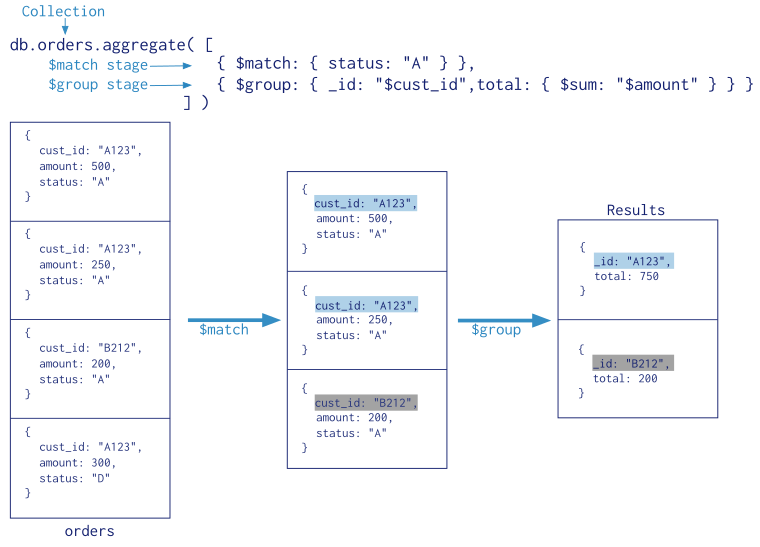 Collection
db.orders.aggregate( [
$match stage
{ $match: { status: "A" } },
$group stage
{ $group: { _id: "$cust_id",total: { $sum: "$amount" } } }
] )
{
cust_id: "A123",
amount: 500,
status: "A"
}
{
cust_id: "A123",
amount: 250,
status: "A"
}
{
cust_id: "B212",
amount: 200,
status: "A"
}
{
cust_id: "A123",
amount: 300,
status: "D"
}
orders
$match
{
cust_id: "A123",
amount: 500,
status: "A"
}
{
cust_id: "A123",
amount: 250,
status: "A"
}
{
cust_id: "B212",
amount: 200,
status: "A"
}
$group
Results
{
_id: "A123",
total: 750
}
{
_id: "B212",
total: 200
}